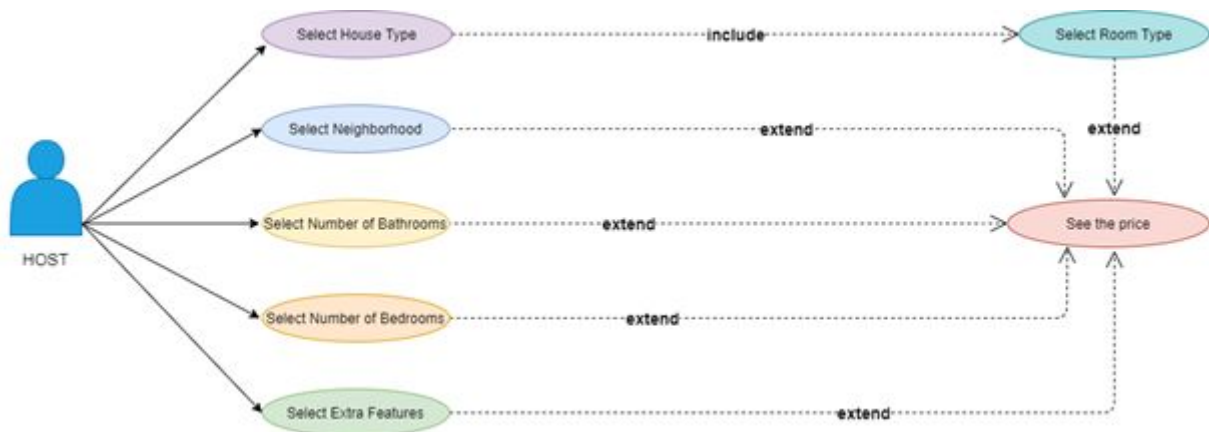 Select House Type
include
Select Room Type
Select Neighborhood
extend
extend
HOST
Select Number of Bathrooms
extend
See the price
Select Number of Bedrooms
extend
Select Extra Features
extend